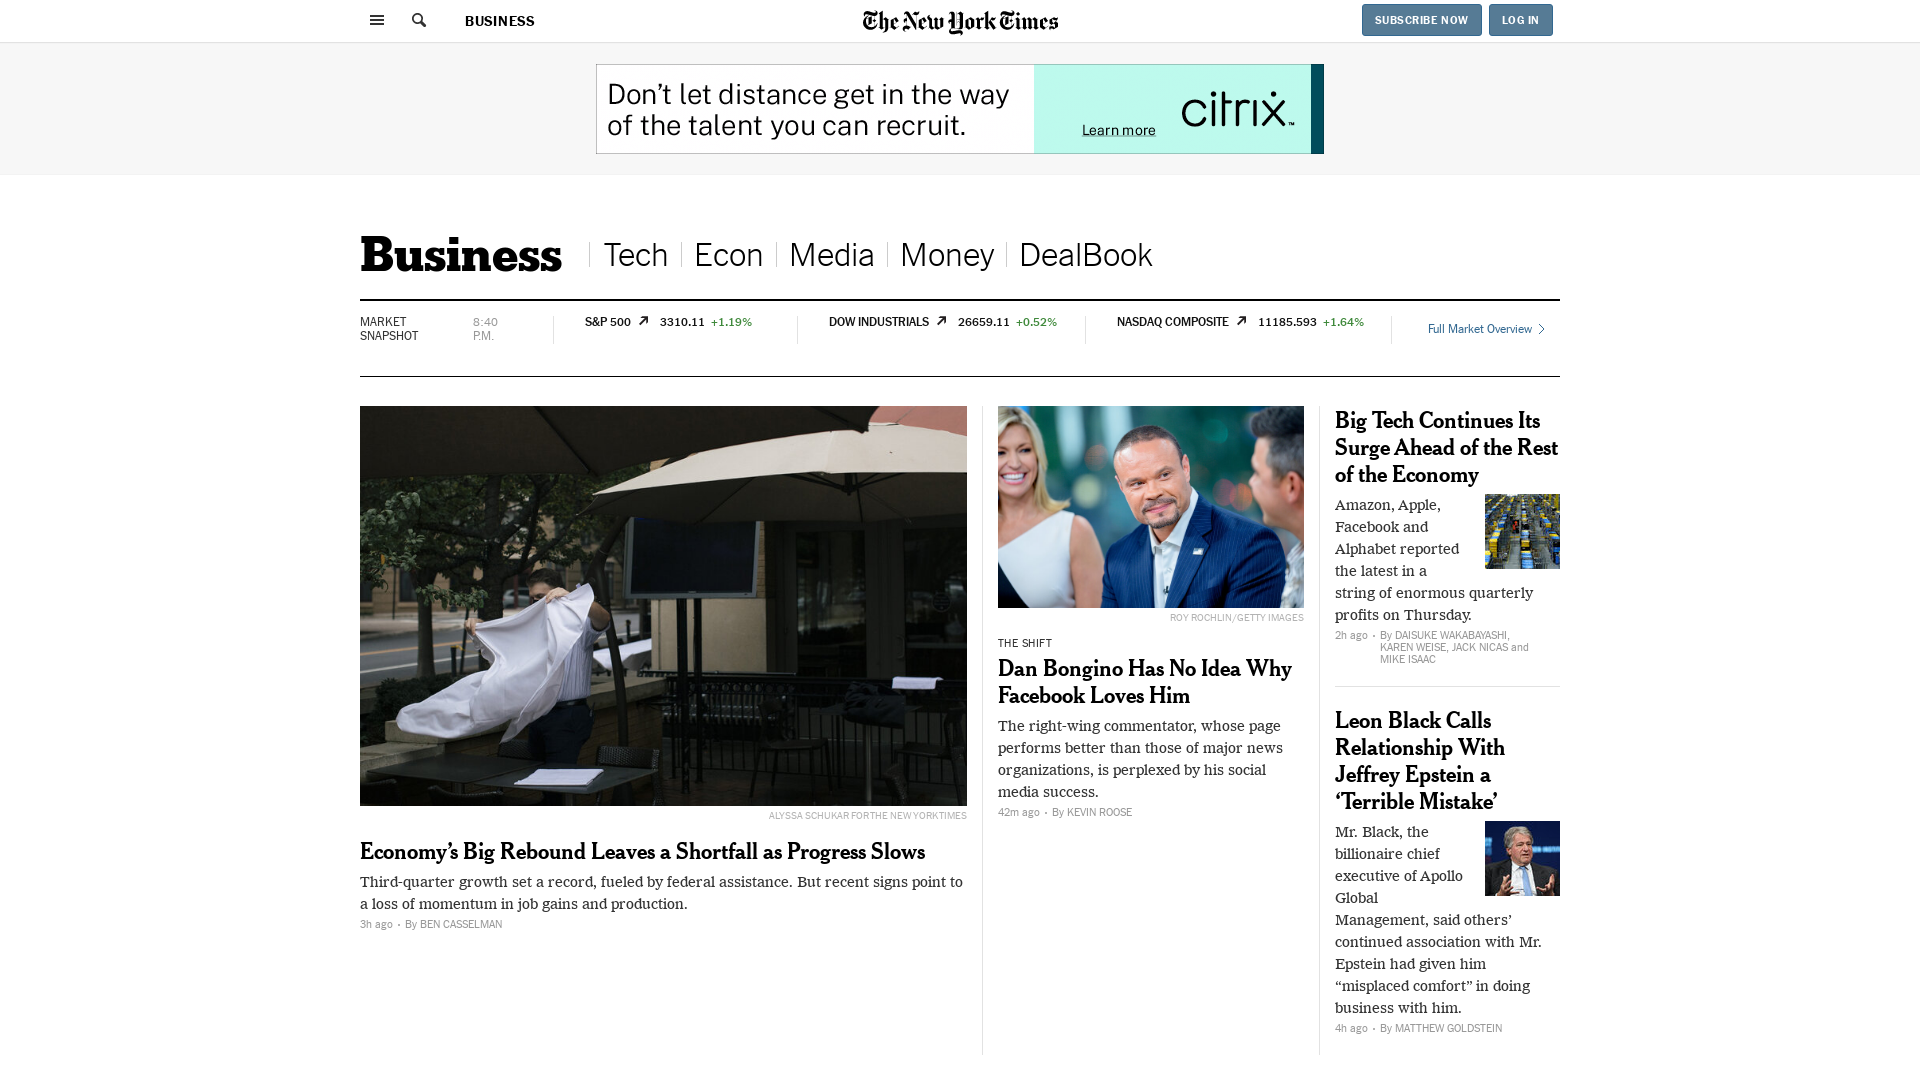 BUSINESS
The New York Times
SUBSCRIBE NOW
LOG IN
Don't let distance get in the way
of the talent you can recruit.
Learn more
citrix™
Business
Tech
Econ
Media
Money
DealBook
MARKET
SNAPSHOT
8:40
P.M.
S&P 500 3310.11 +1.19%
DOW INDUSTRIALS 26659.11 +0.52%
NASDAQ COMPOSITE 11185.593 +1.64%
Full Market Overview
ALYSSA SCHUKAR FOR THE NEW YORK TIMES
Economy's Big Rebound Leaves a Shortfall as Progress Slows
Third-quarter growth set a record, fueled by federal assistance. But recent signs point to
a loss of momentum in job gains and production.
3h ago · By BEN CASSELMAN
ROY ROCHLIN/GETTY IMAGES
THE SHIFT
Dan Bongino Has No Idea Why
Facebook Loves Him
The right-wing commentator, whose page
performs better than those of major news
organizations, is perplexed by his social
media success.
42m ago · By KEVIN ROOSE
Big Tech Continues Its
Surge Ahead of the Rest
of the Economy
Amazon, Apple,
Facebook and
Alphabet reported
the latest in a
string of enormous quarterly
profits on Thursday.
2h ago · By DAISUKE WAKABAYASHI,
KAREN WEISE, JACK NICAS and
MIKE ISAAC
Leon Black Calls
Relationship With
Jeffrey Epstein a
‘Terrible Mistake’
Mr. Black, the
billionaire chief
executive of Apollo
Global
Management, said others’
continued association with Mr.
Epstein had given him
“misplaced comfort” in doing
business with him.
4h ago · By MATTHEW GOLDSTEIN